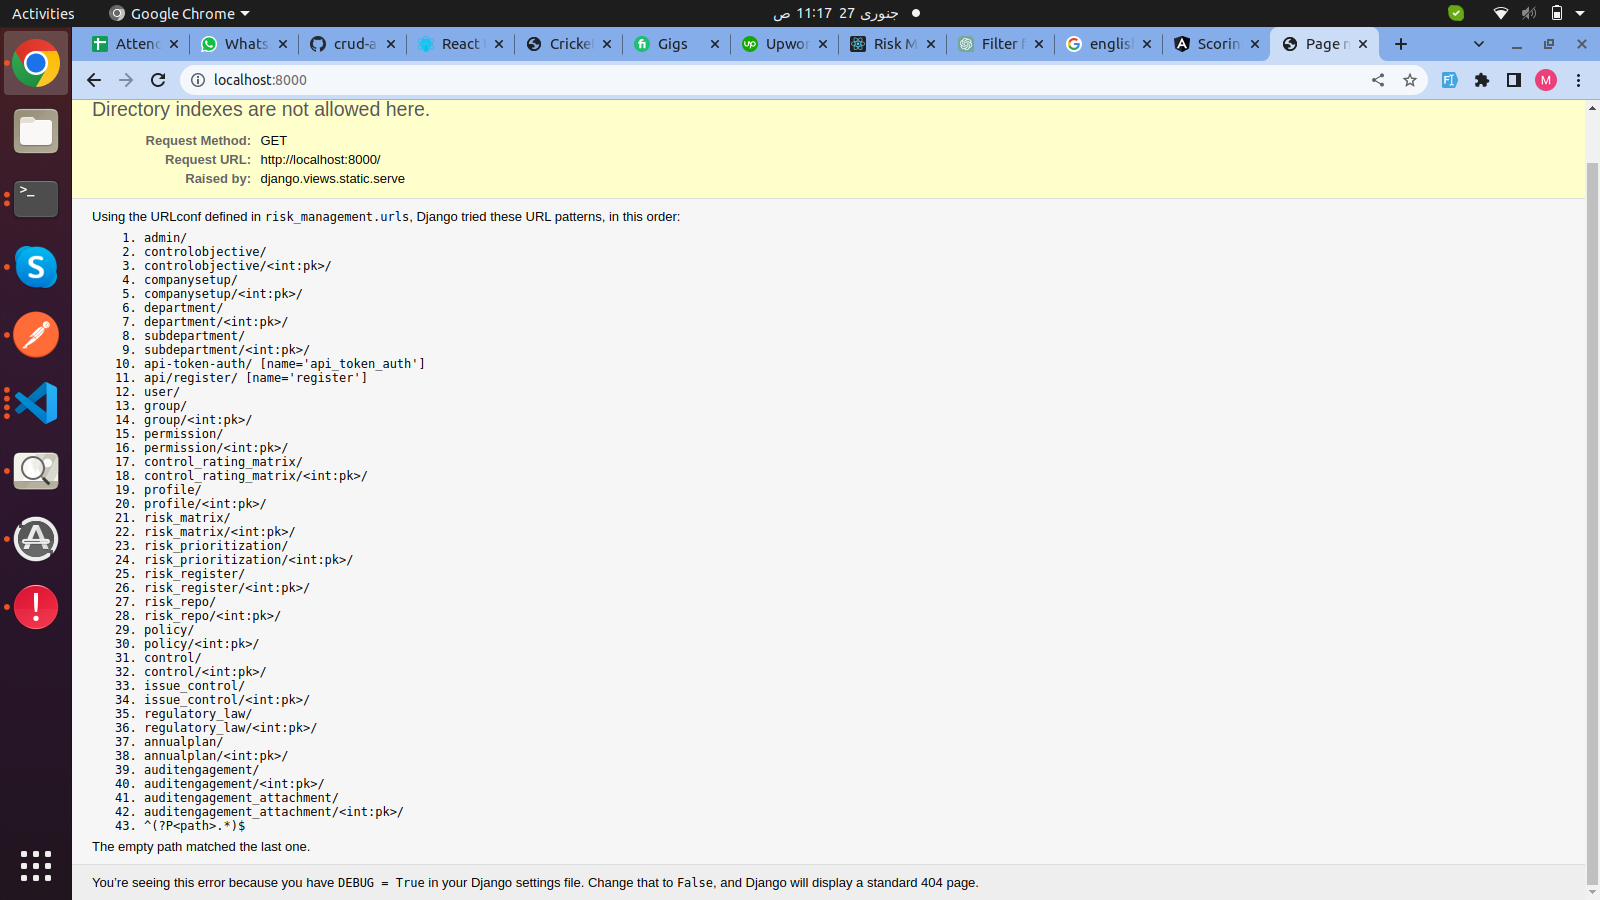 Activities
Google Chrome
ص 11:17 27 جنوری
Attend
Whats
crud-a
React
Cricke
Gigs
Upwor
Risk M
Filter
englis
Scorin
Page n
localhost:8000
M
Directory indexes are not allowed here.
Request Method: GET
Request URL: http://localhost:8000/
Raised by: django.views.static.serve
Using the URLconf defined in risk_management.urls, Django tried these URL patterns, in this order:
1. admin/
2. controlobjective/
3. controlobjective/<int:pk>/
4. companysetup/
5. companysetup/<int:pk>/
6. department/
7. department/<int:pk>/
8. subdepartment/
9. subdepartment/<int:pk>/
10. api-token-auth/ [name='api_token_auth']
11. api/register/ [name='register']
12. user/
13. group/
14. group/<int:pk>/
15. permission/
16. permission/<int:pk>/
17. control_rating_matrix/
18. control_rating_matrix/<int:pk>/
19. profile/
20. profile/<int:pk>/
21. risk_matrix/
22. risk_matrix/<int:pk>/
23. risk_prioritization/
24. risk_prioritization/<int:pk>/
25. risk_register/
26. risk_register/<int:pk>/
27. risk_repo/
28. risk_repo/<int:pk>/
29. policy/
30. policy/<int:pk>/
31. control/
32. control/<int:pk>/
33. issue_control/
34. issue_control/<int:pk>/
35. regulatory_law/
36. regulatory_law/<int:pk>/
37. annualplan/
38. annualplan/<int:pk>/
39. auditengagement/
40. auditengagement/<int:pk>/
41. auditengagement_attachment/
42. auditengagement_attachment/<int:pk>/
43. ^(?P<path>.*)$
The empty path matched the last one.
You're seeing this error because you have DEBUG = True in your Django settings file. Change that to False, and Django will display a standard 404 page.